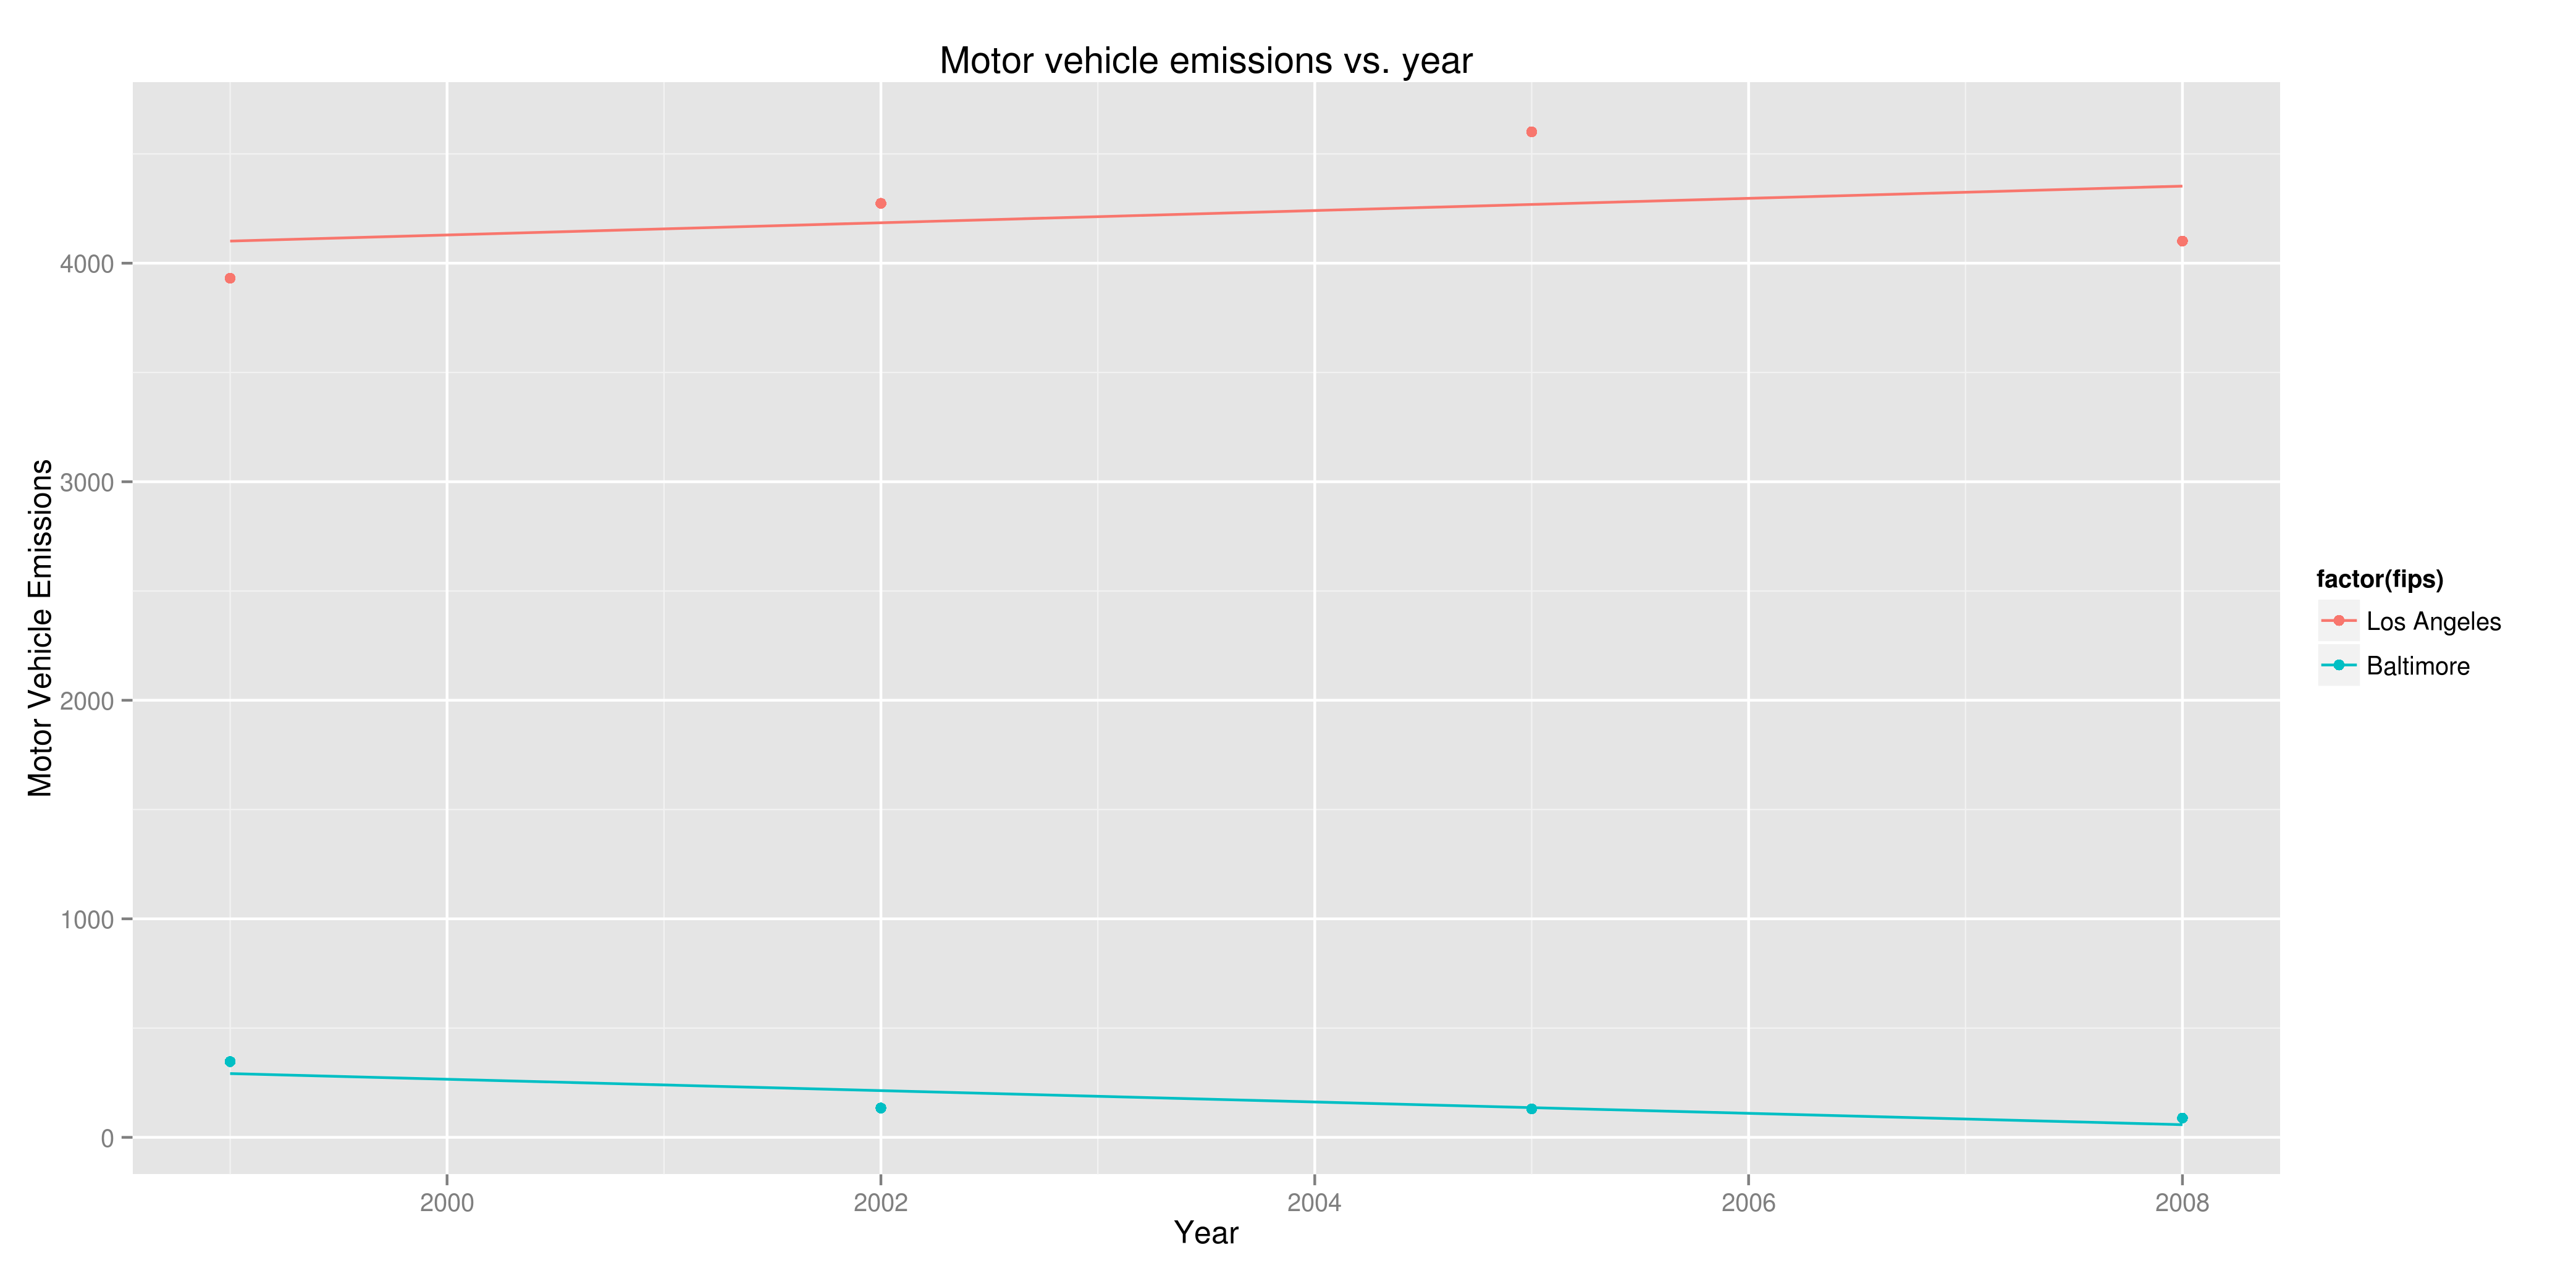 Motor vehicle emissions vs. year
Motor Vehicle Emissions
4000
3000
2000
1000
0
2000 2002 2004 2006 2008
Year
factor(fips)
Los Angeles
Baltimore